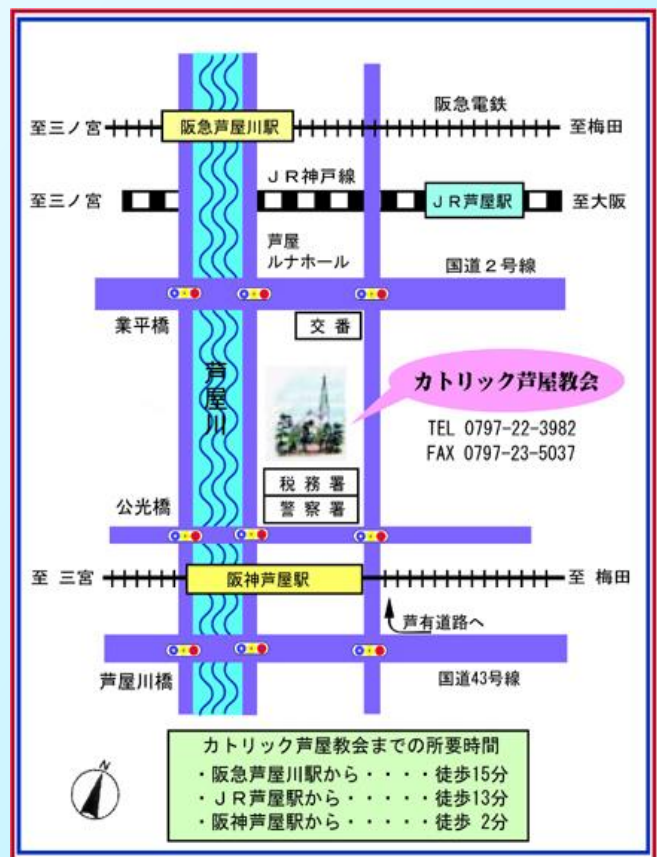 阪急電鉄
至三ノ宮
阪急芦屋川駅
至梅田
JR神戸線
至三ノ宮
JR芦屋駅
至大阪
芦屋
ルナホール
国道2号線
業平橋
交番
芦屋川
カトリック芦屋教会
TEL 0797-22-3982
FAX 0797-23-5037
税務署
警察署
公光橋
至 三宮
阪神芦屋駅
至 梅田
芦有道路へ
芦屋川橋
国道43号線
カトリック芦屋教会までの所要時間
・阪急芦屋川駅から・・・・徒歩15分
・JR芦屋駅から・・・・・徒歩13分
・阪神芦屋駅から・・・・・徒歩 2分
N